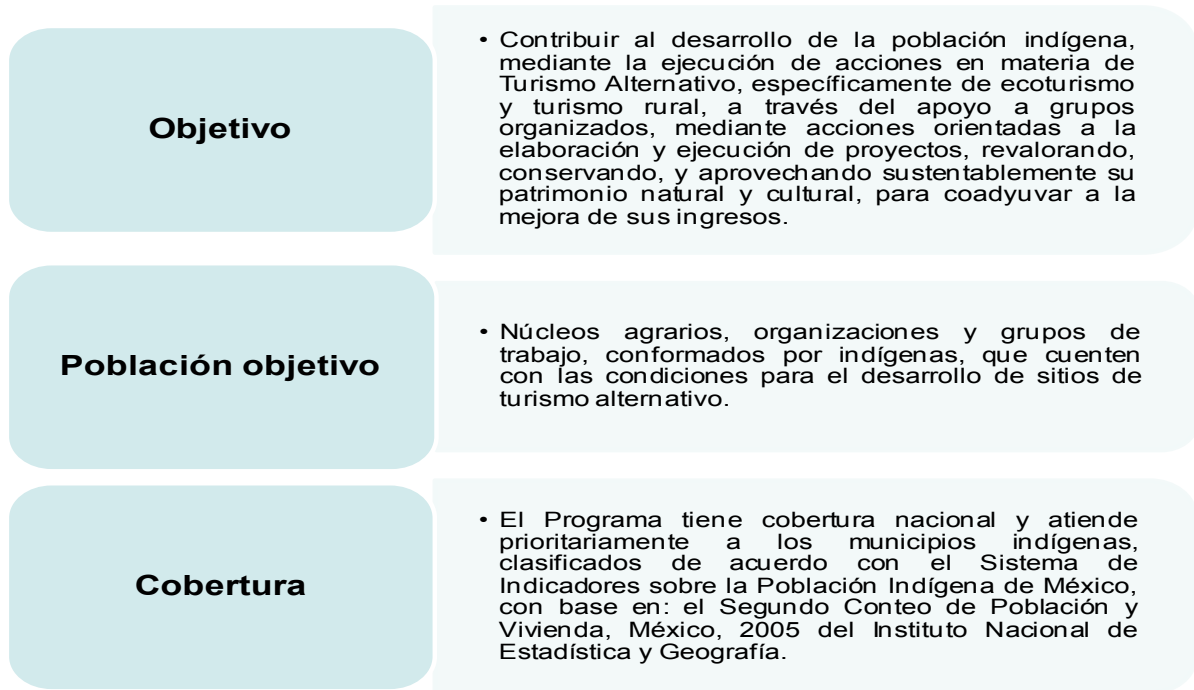 Objetivo
• Contribuir al desarrollo de la población indígena,
mediante la ejecución de acciones en materia de
Turismo Alternativo, específicamente de ecoturismo
y turismo rural, a través del apoyo a grupos
organizados, mediante acciones orientadas a la
elaboración y ejecución de proyectos, revalorando,
conservando, y aprovechando sustentablemente su
patrimonio natural y cultural, para coadyuvar a la
mejora de sus ingresos.
Población objetivo
• Núcleos agrarios, organizaciones y grupos de
trabajo, conformados por indígenas, que cuenten
con las condiciones para el desarrollo de sitios de
turismo alternativo.
Cobertura
• El Programa tiene cobertura nacional y atiende
prioritariamente a los municipios indígenas,
clasificados de acuerdo con el Sistema de
Indicadores sobre la Población Indígena de México,
con base en: el Segundo Conteo de Población y
Vivienda, México, 2005 del Instituto Nacional de
Estadística y Geografía.